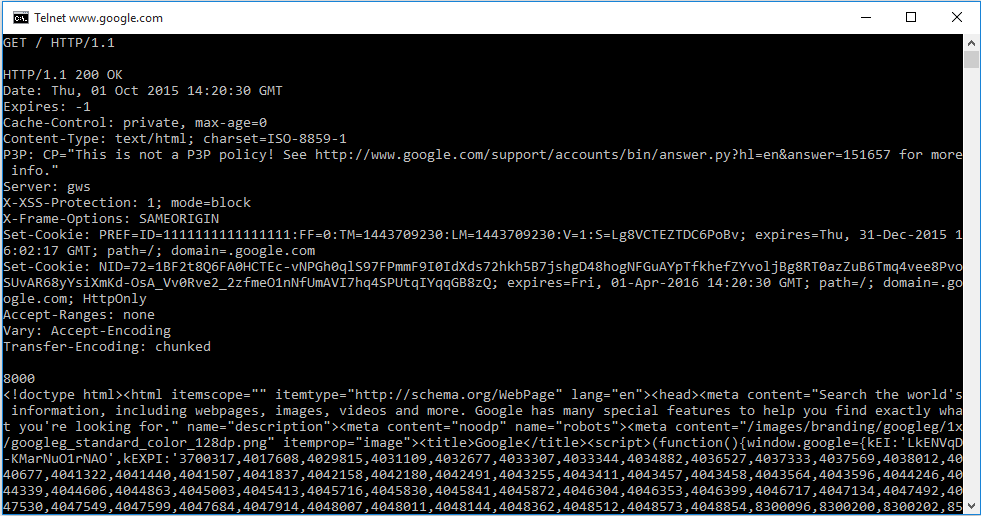 Telnet www.google.com
GET / HTTP/1.1
HTTP/1.1 200 OK
Date: Thu, 01 Oct 2015 14:20:30 GMT
Expires: -1
Cache-Control: private, max-age=0
Content-Type: text/html; charset=ISO-8859-1
P3P: CP="This is not a P3P policy! See http://www.google.com/support/accounts/bin/answer.py?hl=en&answer=151657 for more
 info."
Server: gws
X-XSS-Protection: 1; mode=block
X-Frame-Options: SAMEORIGIN
Set-Cookie: PREF=ID=1111111111111111:FF=0:TM=1443709230:LM=1443709230:V=1:S=Lg8VCTEZTDC6PoBv; expires=Thu, 31-Dec-2015 1
6:02:17 GMT; path=/; domain=.google.com
Set-Cookie: NID=72=1BF2t8Q6FA0HCTEc-vNPGh0qlS97FPmmF9I0IdXds72hkh5B7jshgD48hogNFGuAYpTfkhefZYvoljBg8RT0azZuB6Tmq4vee8Pvo
SUvAR68yYsiXmKd-OsA_Vv0Rve2_2zfmeO1nNfUmAVI7hq4SPUtqIYqqGB8zQ; expires=Fri, 01-Apr-2016 14:20:30 GMT; path=/; domain=.go
ogle.com; HttpOnly
Accept-Ranges: none
Vary: Accept-Encoding
Transfer-Encoding: chunked
8000
<!doctype html><html itemscope="" itemtype="http://schema.org/WebPage" lang="en"><head><meta content="Search the world's
 information, including webpages, images, videos and more. Google has many special features to help you find exactly wha
t you're looking for." name="description"><meta content="noodp" name="robots"><meta content="/images/branding/googleg/1x
/googleg_standard_color_128dp.png" itemprop="image"><title>Google</title><script>(function(){window.google={kEI:'LkENVqD
-KMarNuO1rNAO',kEXPI:'3700317,4017608,4029815,4031109,4032677,4033307,4033344,4034882,4036527,4037333,4037569,4038012,40
40677,4041322,4041440,4041507,4041837,4042158,4042180,4042491,4043255,4043411,4043457,4043458,4043564,4043596,4044246,40
44339,4044606,4044863,4045003,4045413,4045716,4045830,4045841,4045872,4046304,4046353,4046399,4046717,4047134,4047492,40
47530,4047549,4047599,4047684,4047914,4048007,4048011,4048144,4048362,4048512,4048573,4048854,8300096,8300200,8300202,85